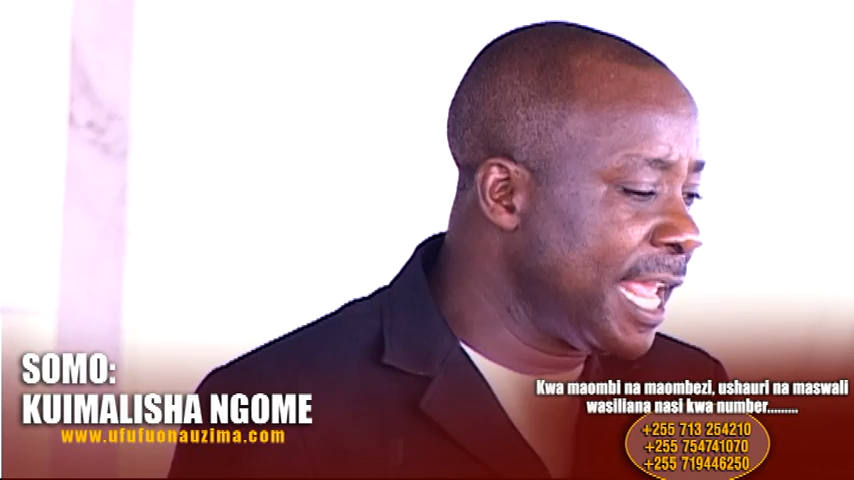 SOMO:
KUIMALISHA NGOME
www.ufufuonauzima.com
Kwa maombi na maombezi, ushauri na maswali
wasiliana nasi kwa number.........
+255 713 254210
+255 754741070
+255 719446250